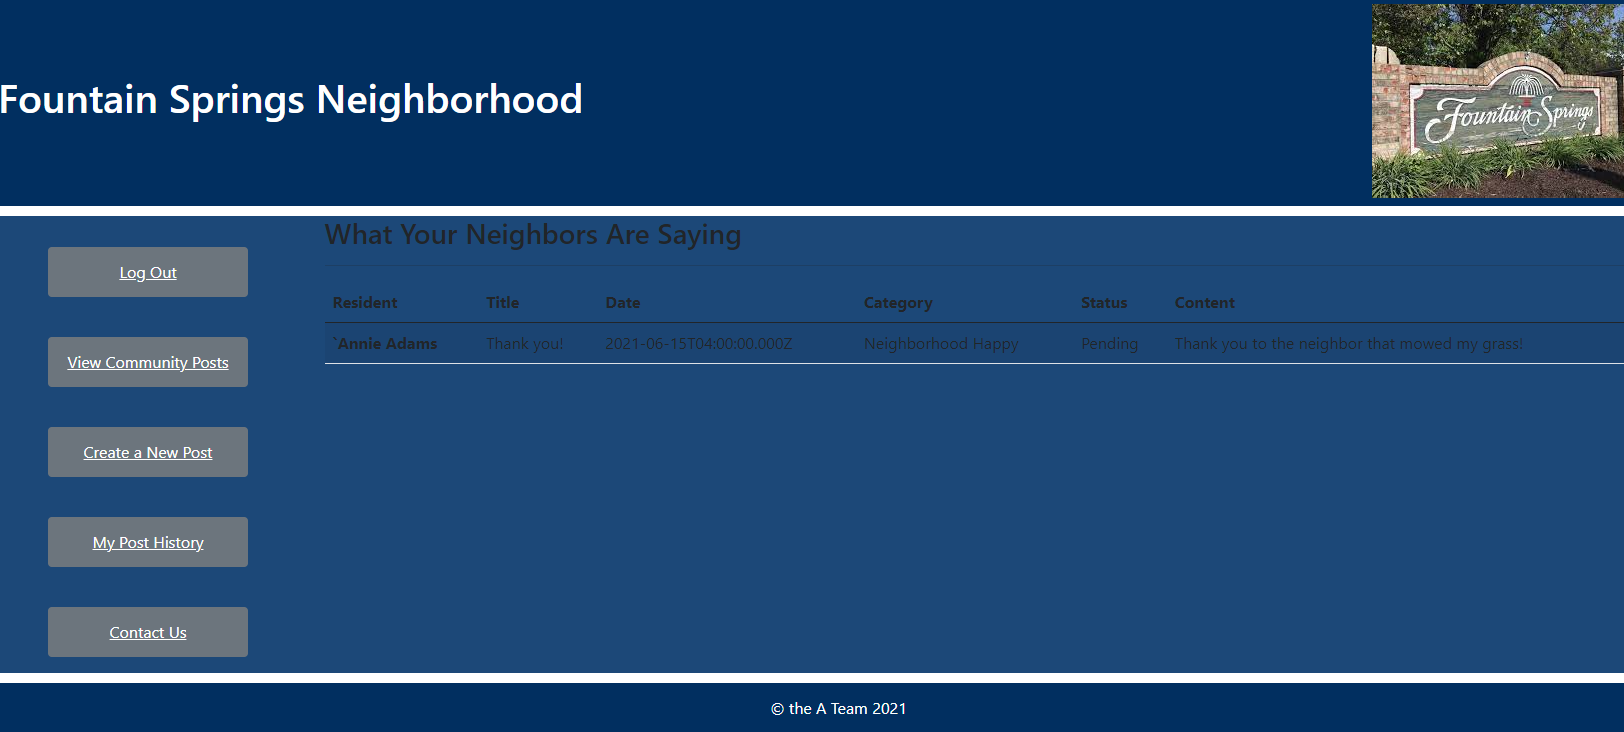 Fountain Springs Neighborhood
Fountain Springs
Log Out
View Community Posts
Create a New Post
My Post History
Contact Us
What Your Neighbors Are Saying
Resident Title Date Category Status Content
`Annie Adams Thank you! 2021-06-15T04:00:00.000Z Neighborhood Happy Pending Thank you to the neighbor that mowed my grass!
© the A Team 2021